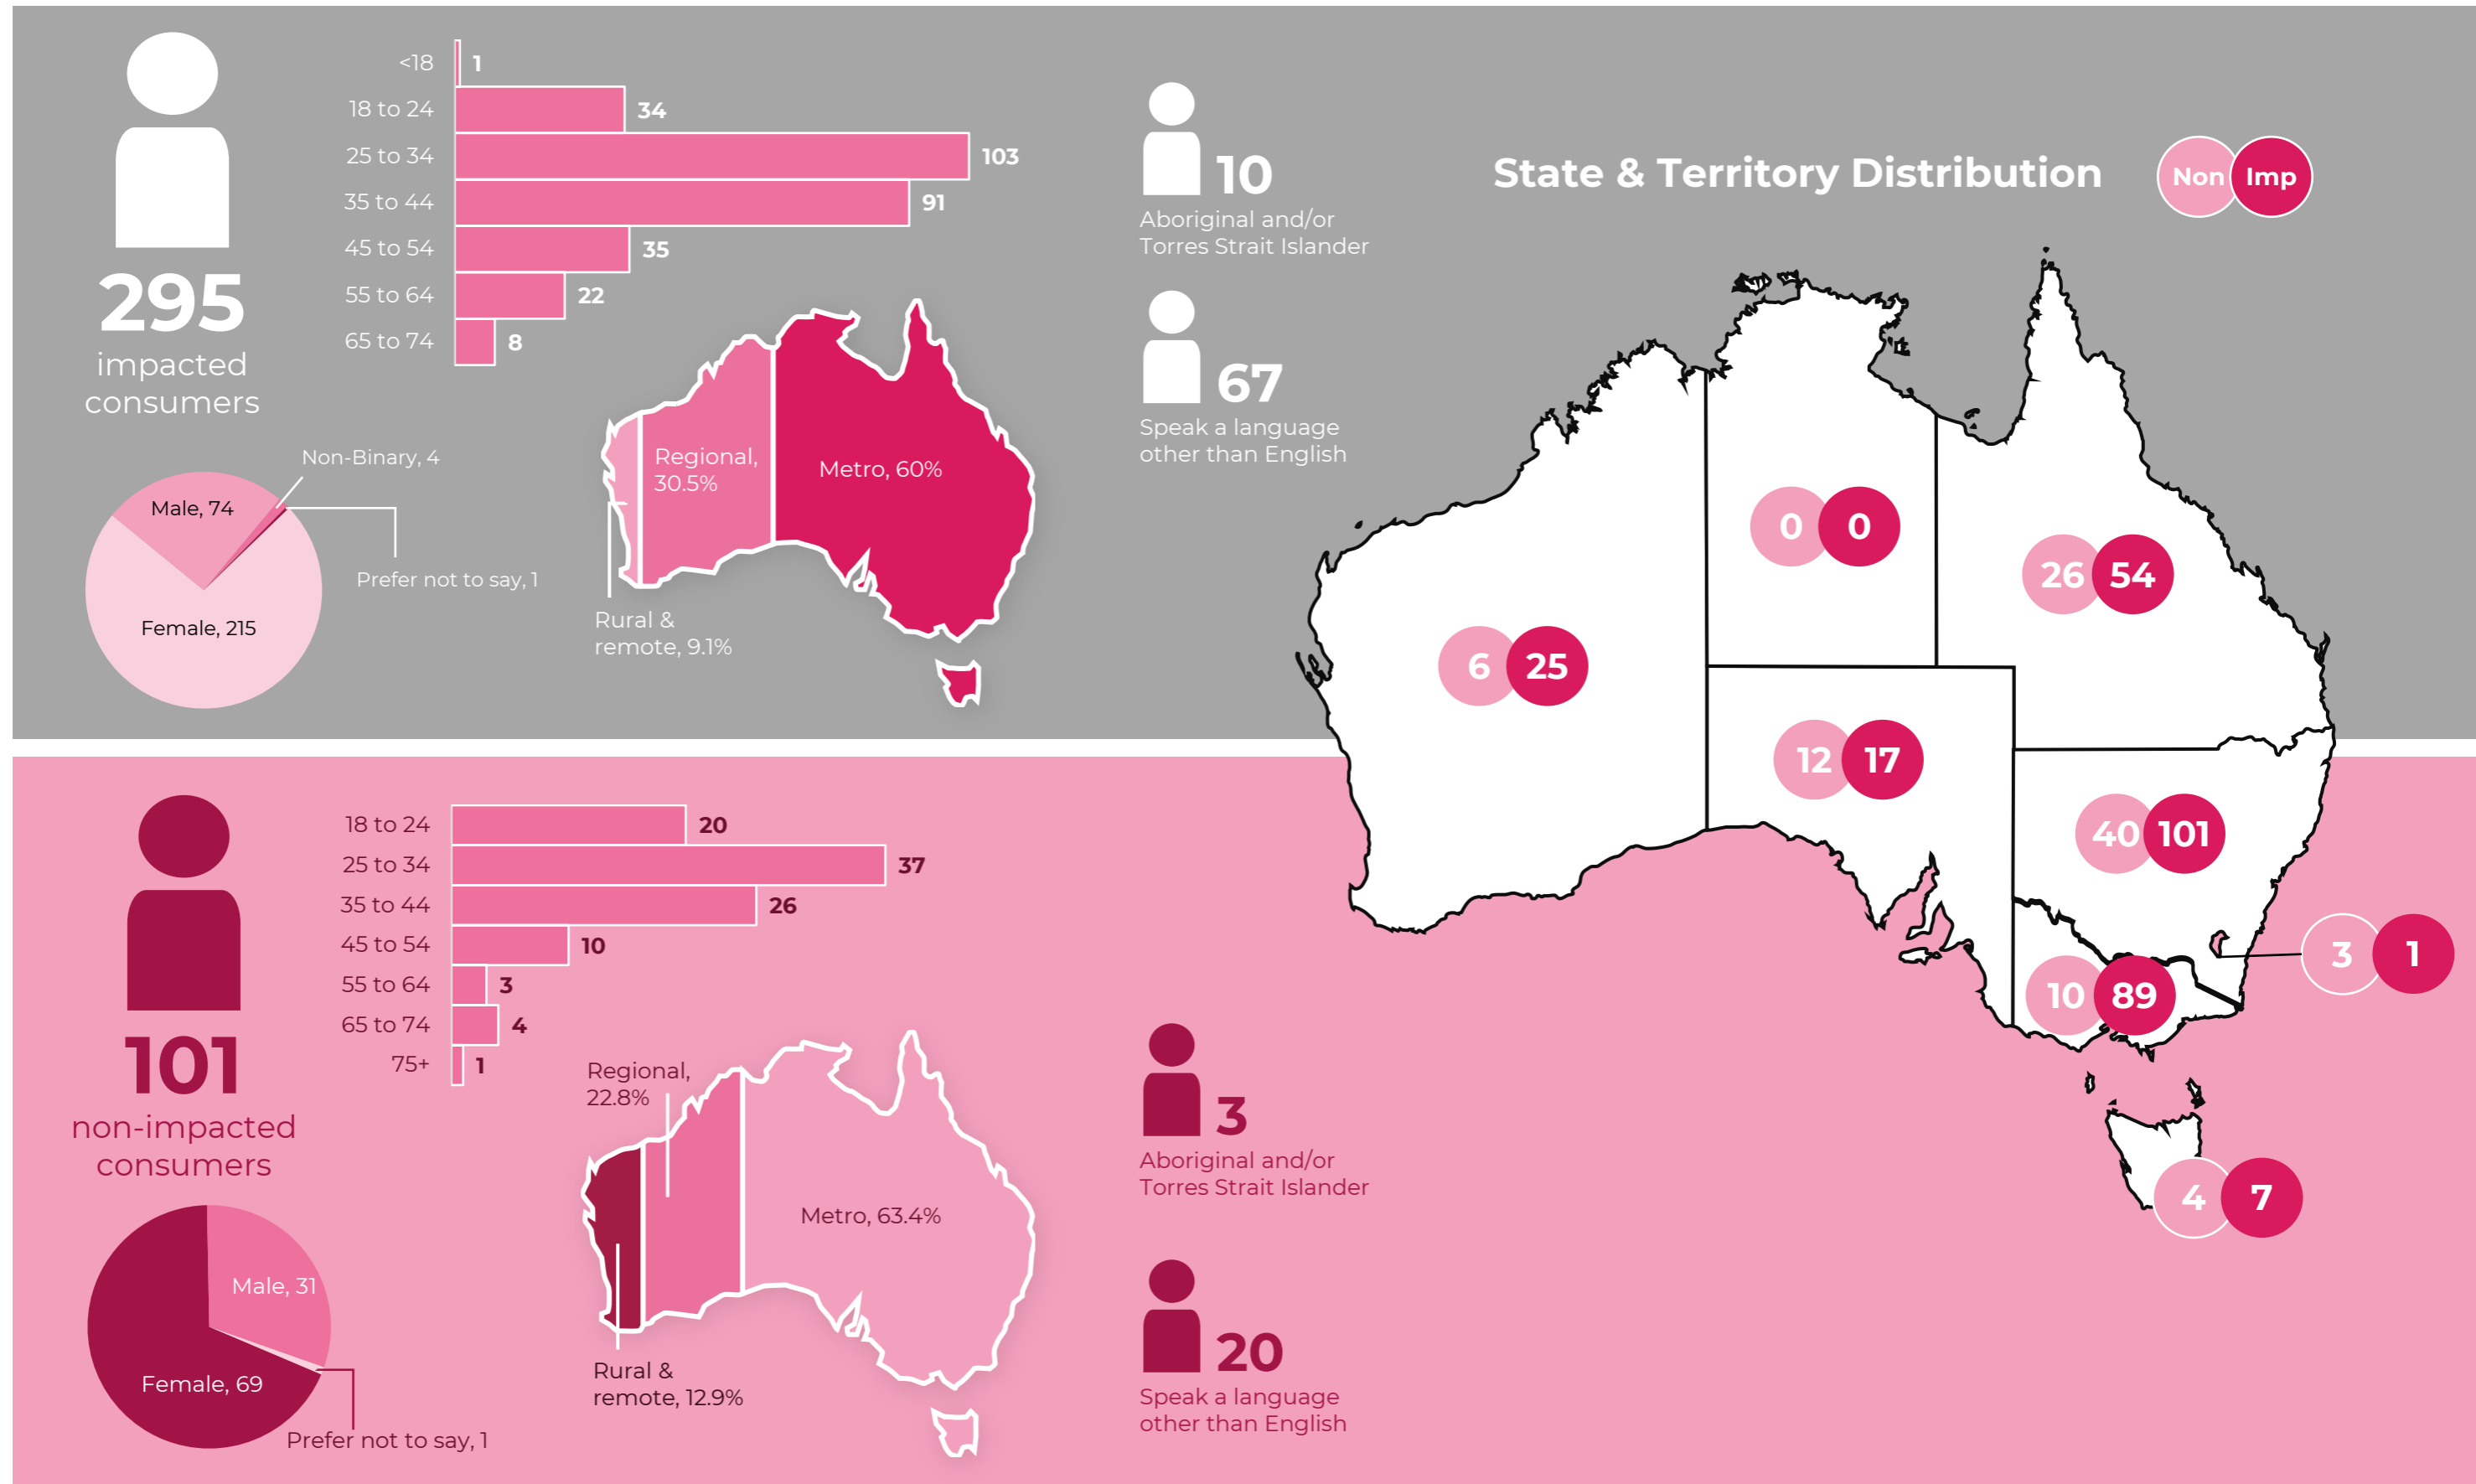 <18 1
18 to 24 34
25 to 34 103
35 to 44 91
45 to 54 35
55 to 64 22
65 to 74 8
295
impacted
consumers
Non-Binary, 4
Male, 74
Prefer not to say, 1
Female, 215
Regional,
30.5%
Metro, 60%
Rural &
remote, 9.1%
10
Aboriginal and/or
Torres Strait Islander
67
Speak a language
other than English
State & Territory Distribution
Non Imp
0 0
26 54
6 25
12 17
40 101
3 1
10 89
4 7
18 to 24 20
25 to 34 37
35 to 44 26
45 to 54 10
55 to 64 3
65 to 74 4
75+ 1
101
non-impacted
consumers
Male, 31
Female, 69
Prefer not to say, 1
Regional,
22.8%
Metro, 63.4%
Rural &
remote, 12.9%
3
Aboriginal and/or
Torres Strait Islander
20
Speak a language
other than English